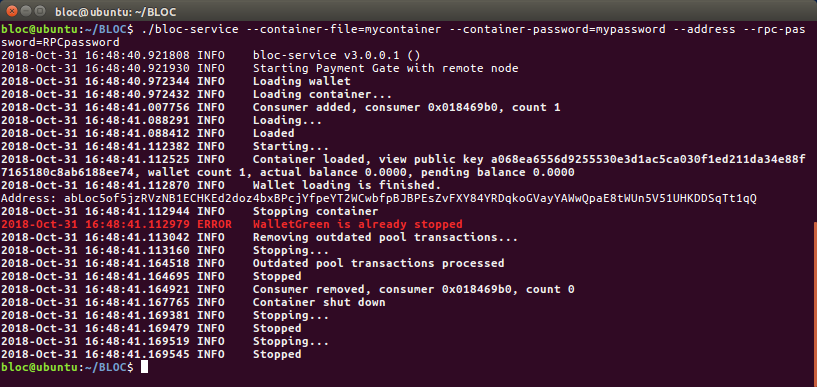 bloc@ubuntu: ~/BLOC
bloc@ubuntu:~/BLOC$ ./bloc-service --container-file=mycontainer --container-password=mypassword --address --rpc-pas
sword=RPCpassword
2018-Oct-31 16:48:40.921808 INFO    bloc-service v3.0.0.1 ()
2018-Oct-31 16:48:40.921930 INFO    Starting Payment Gate with remote node
2018-Oct-31 16:48:40.972344 INFO    Loading wallet
2018-Oct-31 16:48:40.972432 INFO    Loading container...
2018-Oct-31 16:48:41.007756 INFO    Consumer added, consumer 0x018469b0, count 1
2018-Oct-31 16:48:41.088291 INFO    Loading...
2018-Oct-31 16:48:41.088412 INFO    Loaded
2018-Oct-31 16:48:41.112382 INFO    Starting...
2018-Oct-31 16:48:41.112525 INFO    Container loaded, view public key a068ea6556d9255530e3d1ac5ca030f1ed211da34e88f
7165180c8ab6188ee74, wallet count 1, actual balance 0.0000, pending balance 0.0000
2018-Oct-31 16:48:41.112870 INFO    Wallet loading is finished.
Address: abLoc5of5jzRVzNB1ECHKEd2doz4bxBPcjYfpeYT2WCwbfpBJBPEsZvFXY84YRDqkoGVayYAWwQpaE8tWUn5V51UHKDDSqTt1qQ
2018-Oct-31 16:48:41.112944 INFO    Stopping container
2018-Oct-31 16:48:41.112979 ERROR   WalletGreen is already stopped
2018-Oct-31 16:48:41.113042 INFO    Removing outdated pool transactions...
2018-Oct-31 16:48:41.113160 INFO    Stopping...
2018-Oct-31 16:48:41.164518 INFO    Outdated pool transactions processed
2018-Oct-31 16:48:41.164695 INFO    Stopped
2018-Oct-31 16:48:41.164921 INFO    Consumer removed, consumer 0x018469b0, count 0
2018-Oct-31 16:48:41.167765 INFO    Container shut down
2018-Oct-31 16:48:41.169381 INFO    Stopping...
2018-Oct-31 16:48:41.169479 INFO    Stopped
2018-Oct-31 16:48:41.169519 INFO    Stopping...
2018-Oct-31 16:48:41.169545 INFO    Stopped
bloc@ubuntu:~/BLOC$